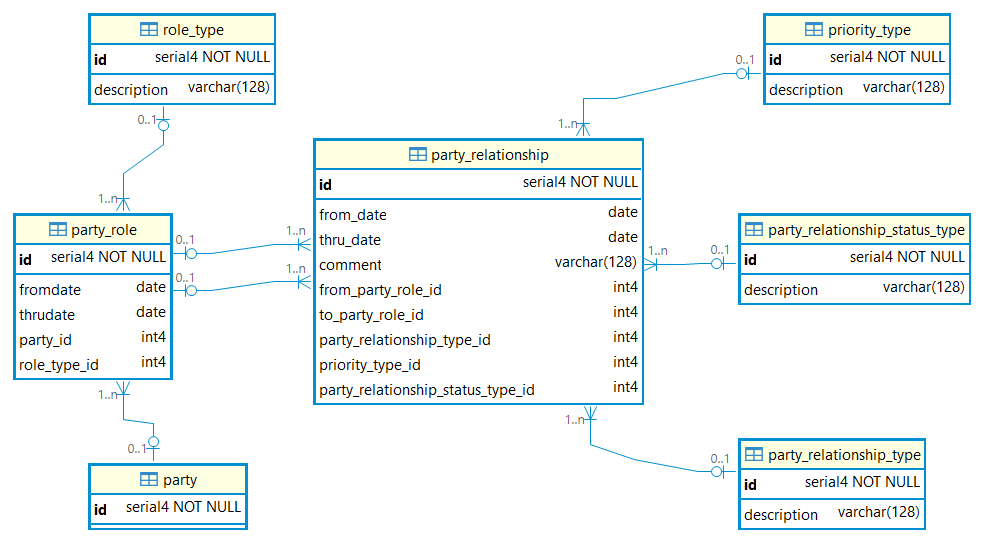 role_type
id serial4 NOT NULL
description varchar(128)
0..1
1..n
party_role
id serial4 NOT NULL
fromdate date
thrudate date
party_id int4
role_type_id int4
0..1
1..n
0..1
1..n
1..n
0..1
party
id serial4 NOT NULL
party_relationship
id serial4 NOT NULL
from_date date
thru_date date
comment varchar(128)
from_party_role_id int4
to_party_role_id int4
party_relationship_type_id int4
priority_type_id int4
party_relationship_status_type_id int4
1..n
0..1
priority_type
id serial4 NOT NULL
description varchar(128)
1..n
0..1
party_relationship_status_type
id serial4 NOT NULL
description varchar(128)
1..n
0..1
party_relationship_type
id serial4 NOT NULL
description varchar(128)